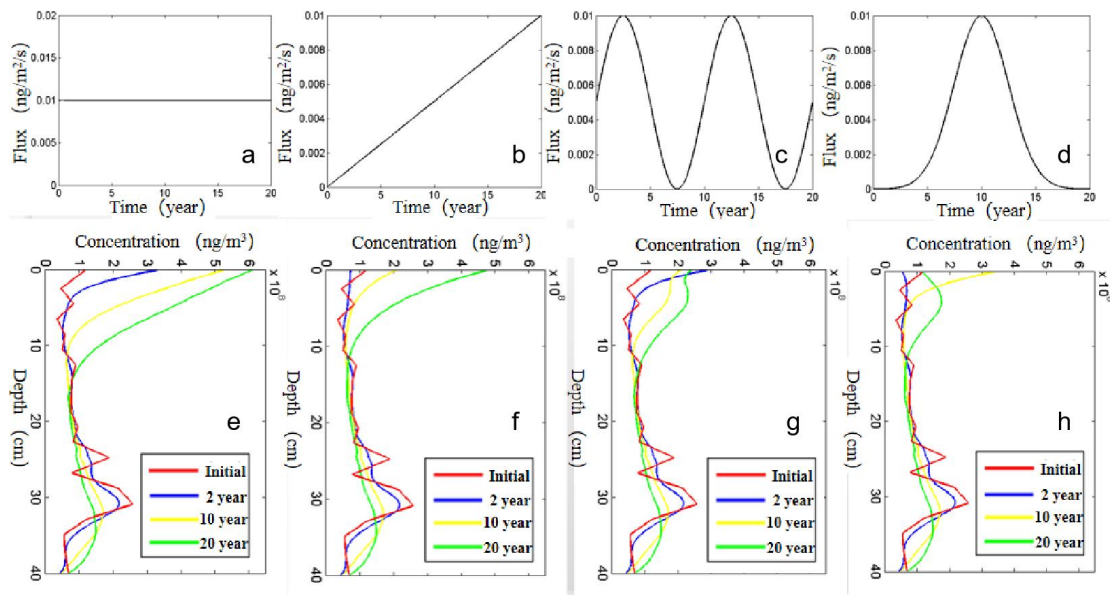 0.02
0.015
0.01
0.005
0
Flux (ng/m²/s)
0 5 10 15 20
Time (year)
a
0.01
0.008
0.006
0.004
0.002
0
Flux (ng/m²/s)
0 5 10 15 20
Time (year)
b
0.01
0.008
0.006
0.004
0.002
0
Flux (ng/m²/s)
0 5 10 15 20
Time (year)
c
0.01
0.008
0.006
0.004
0.002
0
Flux (ng/m²/s)
0 5 10 15 20
Time (year)
d
Concentration (ng/m³)
0 1 2 3 4 5 6
x 10⁸
0
10
20
30
40
Depth (cm)
e
Initial
2 year
10 year
20 year
Concentration (ng/m³)
0 1 2 3 4 5 6
x 10⁸
0
10
20
30
40
Depth (cm)
f
Initial
2 year
10 year
20 year
Concentration (ng/m³)
0 1 2 3 4 5 6
x 10⁸
0
10
20
30
40
Depth (cm)
g
Initial
2 year
10 year
20 year
Concentration (ng/m³)
0 1 2 3 4 5 6
0
10
20
30
40
Depth (cm)
h
Initial
2 year
10 year
20 year